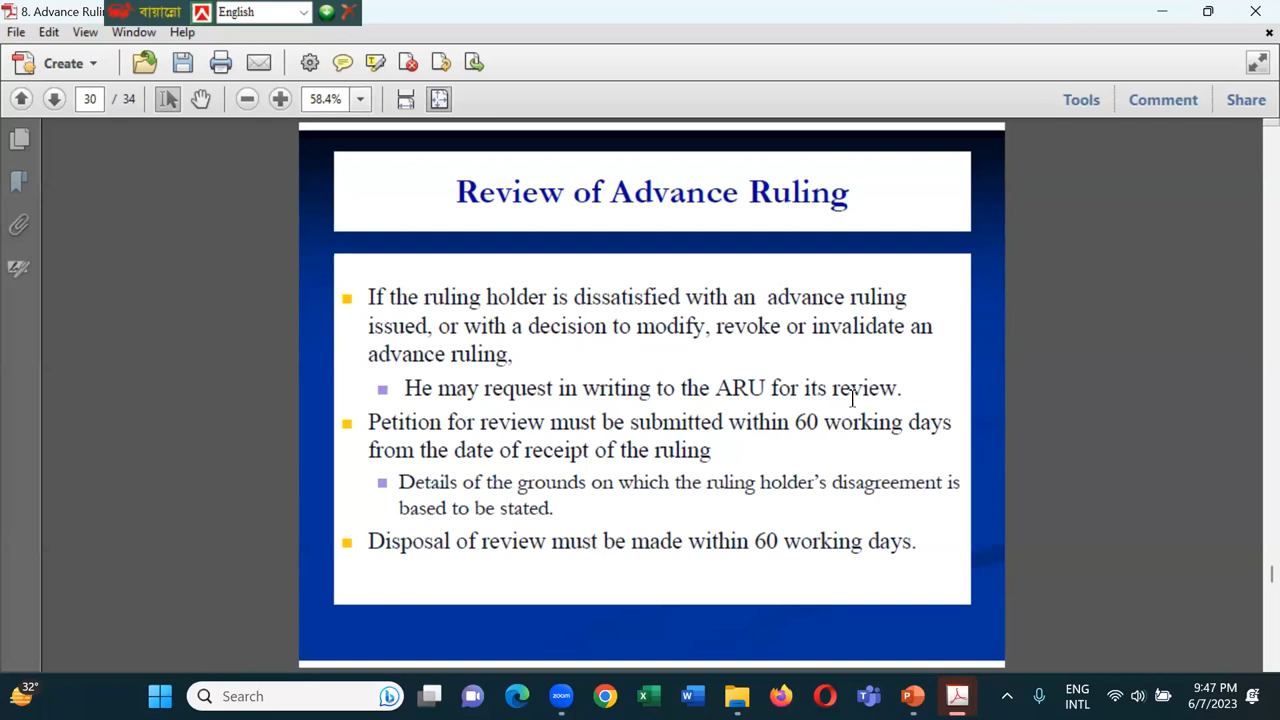 8. Advance Rulin
বায়ান্নো
English
File Edit View Window Help
Create
30 / 34
58.4%
Tools Comment Share
Review of Advance Ruling
If the ruling holder is dissatisfied with an advance ruling
issued, or with a decision to modify, revoke or invalidate an
advance ruling,
He may request in writing to the ARU for its review.
Petition for review must be submitted within 60 working days
from the date of receipt of the ruling
Details of the grounds on which the ruling holder's disagreement is
based to be stated.
Disposal of review must be made within 60 working days.
32°
Search
zoom
ENG
INTL
9:47 PM
6/7/2023